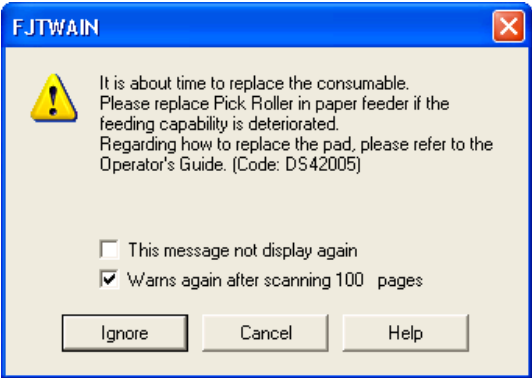 FJTWAIN
It is about time to replace the consumable.
Please replace Pick Roller in paper feeder if the
feeding capability is deteriorated.
Regarding how to replace the pad, please refer to the
Operator's Guide. (Code: DS42005)
This message not display again
Warns again after scanning 100 pages
Ignore Cancel Help